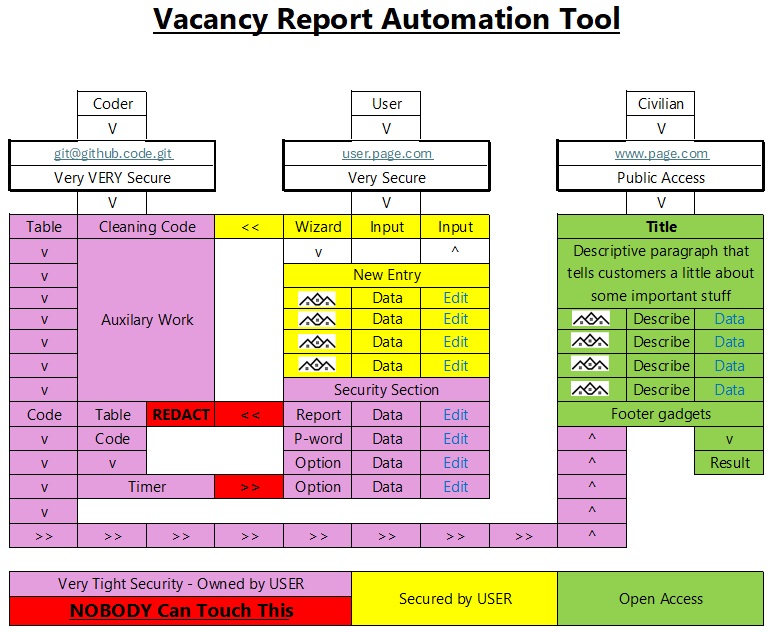 Vacancy Report Automation Tool
Coder User Civilian
V V V
git@github.code.git user.page.com www.page.com
Very VERY Secure Very Secure Public Access
V V V
Table Cleaning Code << Wizard Input Input Title
v v ^ Descriptive paragraph that
v New Entry tells customers a little about
v Data Edit some important stuff
v Auxilary Work Data Edit Describe Data
v Data Edit Describe Data
v Data Edit Describe Data
v Security Section Describe Data
Code Table REDACT << Report Data Edit Footer gadgets
v Code P-word Data Edit ^ v
v v Option Data Edit ^ Result
v Timer >> Option Data Edit ^
v ^
>> >> >> >> >> >> >> >> ^
Very Tight Security - Owned by USER
Secured by USER Open Access
NOBODY Can Touch This